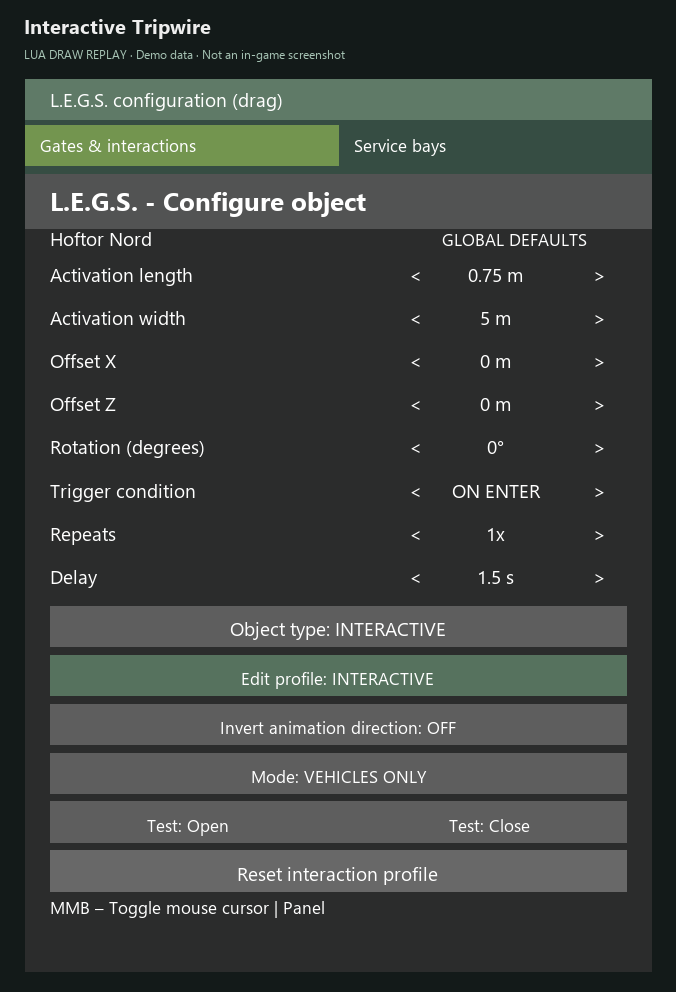 Interactive Tripwire
LUA DRAW REPLAY · Demo data · Not an in-game screenshot
L.E.G.S. configuration (drag)
Gates & interactions Service bays
L.E.G.S. - Configure object
Hoftor Nord GLOBAL DEFAULTS
Activation length < 0.75 m >
Activation width < 5 m >
Offset X < 0 m >
Offset Z < 0 m >
Rotation (degrees) < 0° >
Trigger condition < ON ENTER >
Repeats < 1x >
Delay < 1.5 s >
Object type: INTERACTIVE
Edit profile: INTERACTIVE
Invert animation direction: OFF
Mode: VEHICLES ONLY
Test: Open Test: Close
Reset interaction profile
MMB – Toggle mouse cursor | Panel